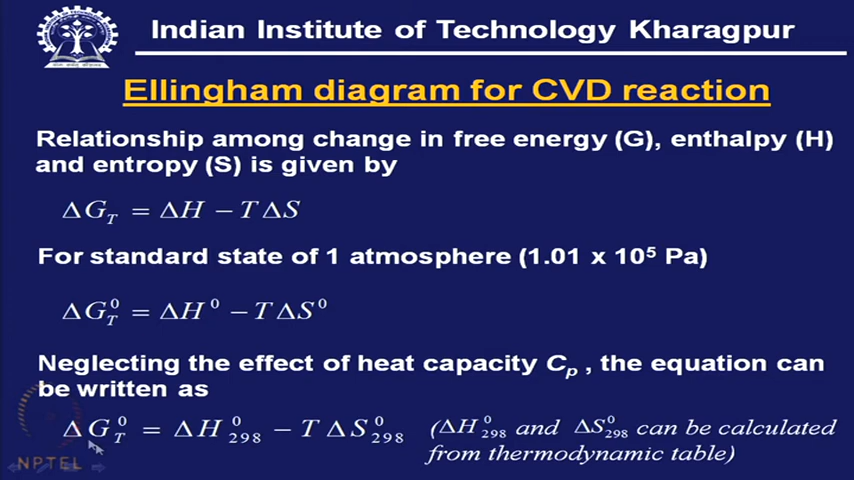 Indian Institute of Technology Kharagpur
Ellingham diagram for CVD reaction
Relationship among change in free energy (G), enthalpy (H)
and entropy (S) is given by
ΔG_T = ΔH − TΔS
For standard state of 1 atmosphere (1.01 x 10⁵ Pa)
ΔG_T^0 = ΔH^0 − TΔS^0
Neglecting the effect of heat capacity C_p , the equation can
be written as
ΔG_T^0 = ΔH_298^0 − TΔS_298^0 (ΔH_298^0 and ΔS_298^0 can be calculated
from thermodynamic table)
NPTEL